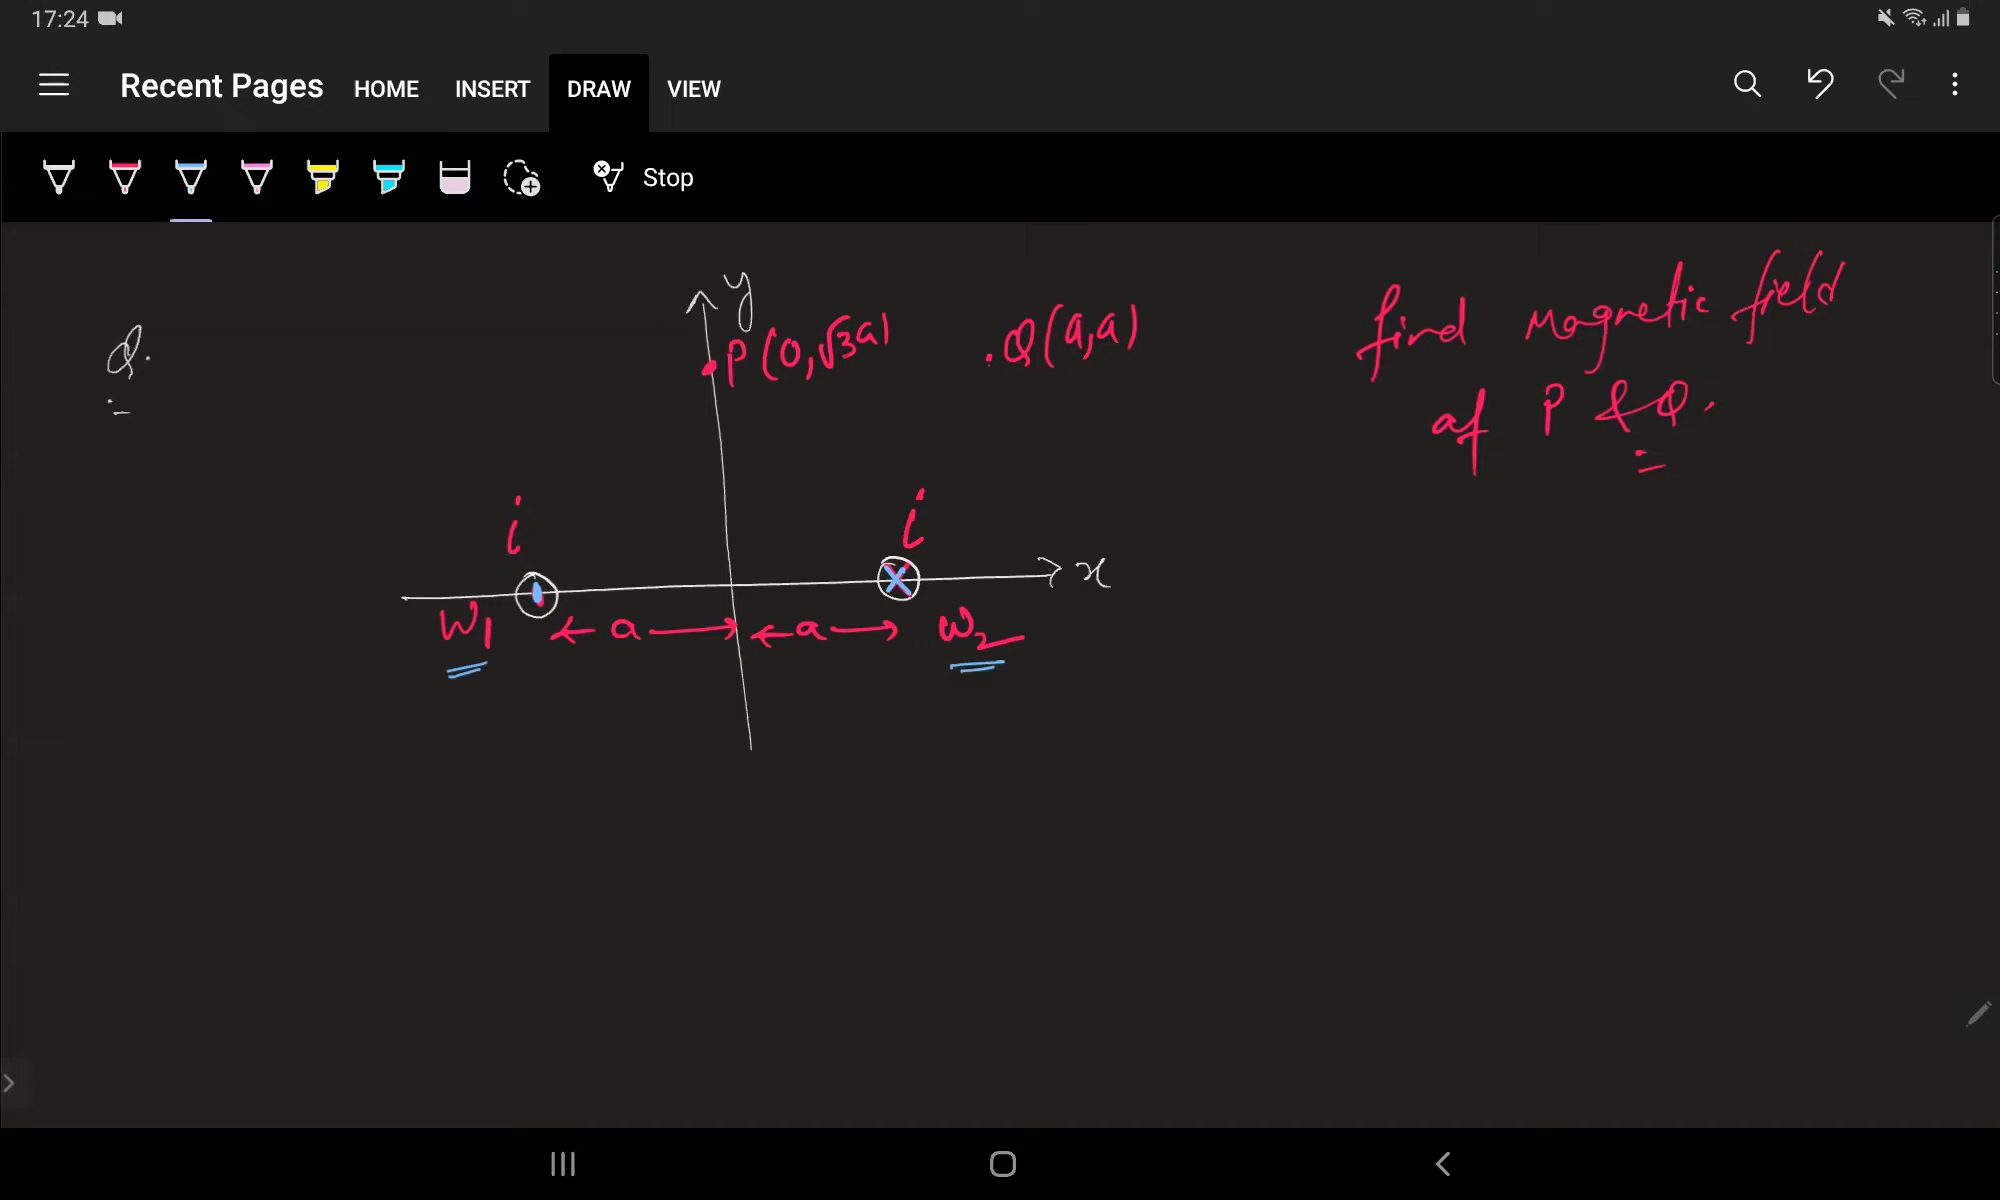 17:24
Recent Pages HOME INSERT DRAW VIEW
Stop
Q.
y
P(0,√3a)
.Q(a,a)
find magnetic field
at P & Q.
i
i
x
W1
a
a
W2